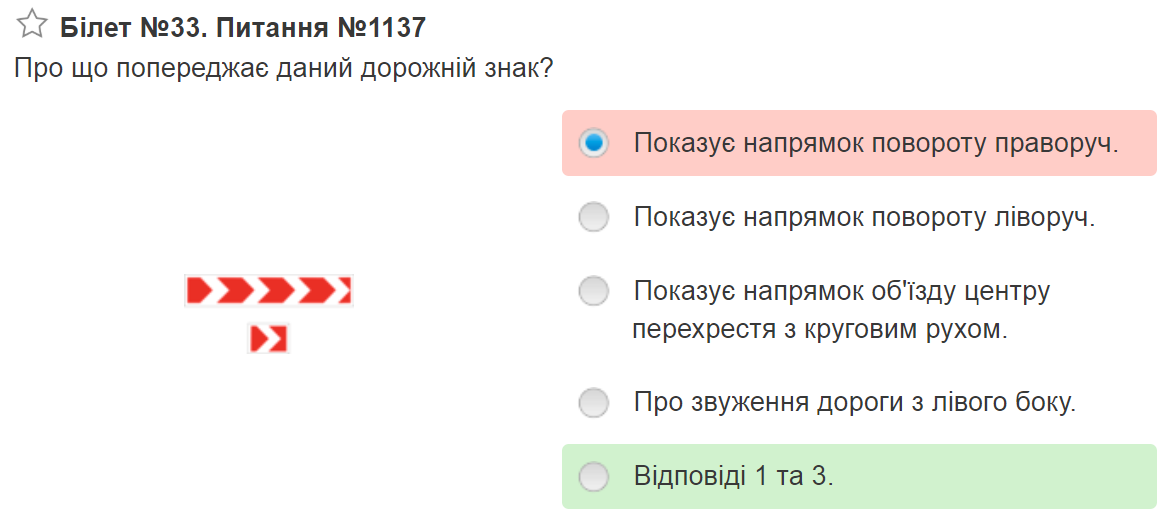 Білет №33. Питання №1137
Про що попереджає даний дорожній знак?
Показує напрямок повороту праворуч.
Показує напрямок повороту ліворуч.
Показує напрямок об'їзду центру
перехрестя з круговим рухом.
Про звуження дороги з лівого боку.
Відповіді 1 та 3.